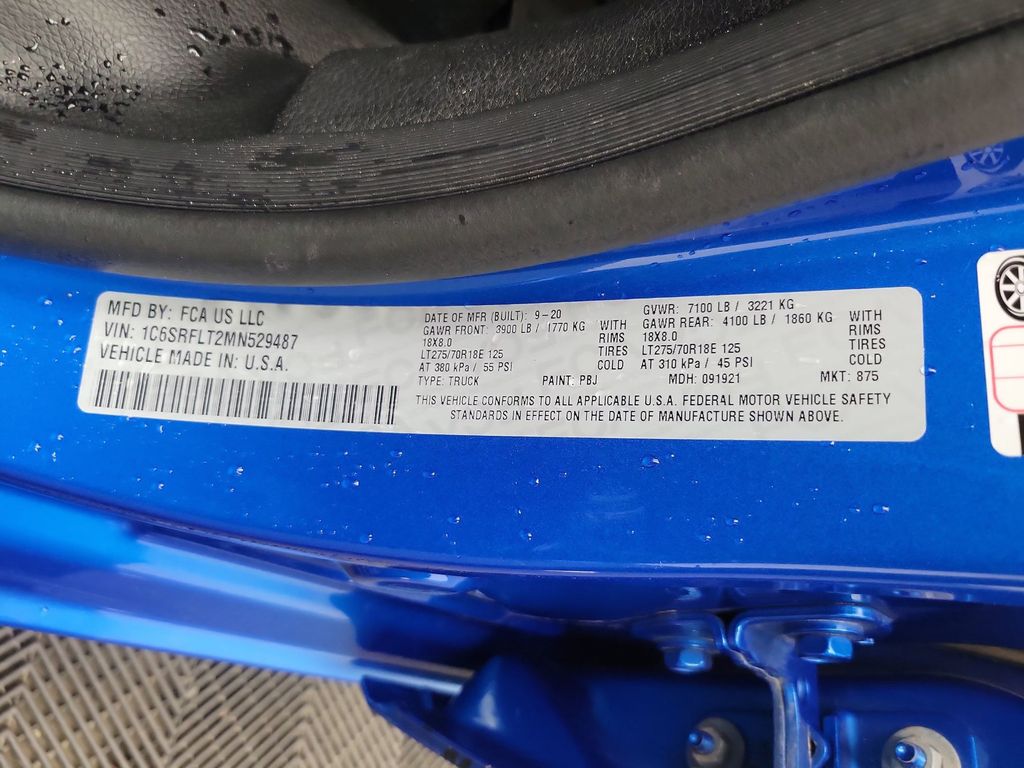 MFD BY: FCA US LLC
VIN: 1C6SRFLT2MN529487
VEHICLE MADE IN: U.S.A.
DATE OF MFR (BUILT): 9-20
GAWR FRONT: 3900 LB / 1770 KG WITH
18X8.0 RIMS
LT275/70R18E 125 TIRES
AT 380 kPa / 55 PSI COLD
TYPE: TRUCK PAINT: PBJ
GVWR: 7100 LB / 3221 KG
GAWR REAR: 4100 LB / 1860 KG WITH
18X8.0 RIMS
LT275/70R18E 125 TIRES
AT 310 kPa / 45 PSI COLD
MDH: 091921 MKT: 875
THIS VEHICLE CONFORMS TO ALL APPLICABLE U.S.A. FEDERAL MOTOR VEHICLE SAFETY
STANDARDS IN EFFECT ON THE DATE OF MANUFACTURE SHOWN ABOVE.